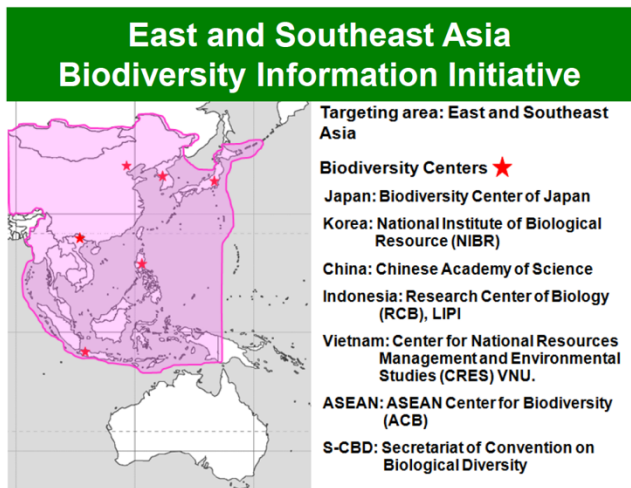 East and Southeast Asia
Biodiversity Information Initiative
Targeting area: East and Southeast
Asia
Biodiversity Centers
Japan: Biodiversity Center of Japan
Korea: National Institute of Biological
Resource (NIBR)
China: Chinese Academy of Science
Indonesia: Research Center of Biology
(RCB), LIPI
Vietnam: Center for National Resources
Management and Environmental
Studies (CRES) VNU.
ASEAN: ASEAN Center for Biodiversity
(ACB)
S-CBD: Secretariat of Convention on
Biological Diversity